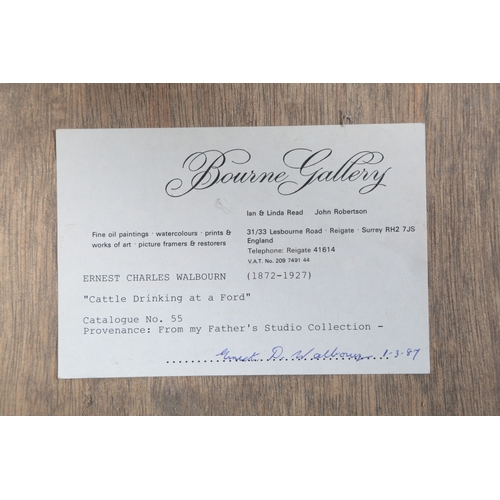 Bourne Gallery
Ian & Linda Read John Robertson
Fine oil paintings · watercolours · prints &
works of art · picture framers & restorers
31/33 Lesbourne Road · Reigate · Surrey RH2 7JS
England
Telephone: Reigate 41614
V.A.T. No. 209 7491 44
ERNEST CHARLES WALBOURN (1872-1927)
"Cattle Drinking at a Ford"
Catalogue No. 55
Provenance: From my Father's Studio Collection -
Ernest D. Walbourn 1-3-87